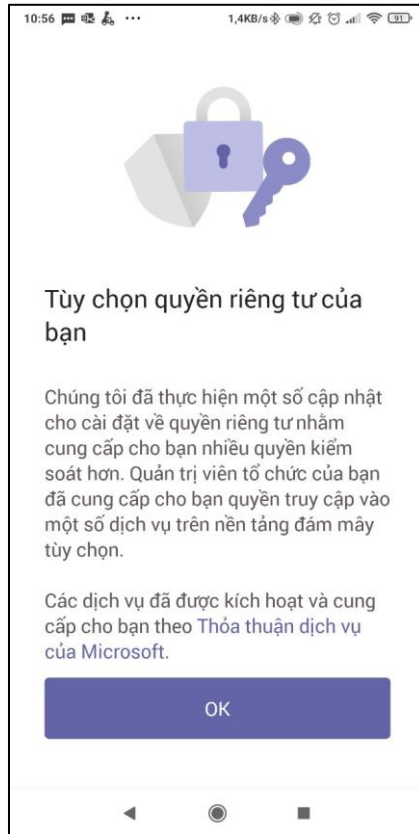 10:56 ... 1,4KB/s 91
Tùy chọn quyền riêng tư của
bạn
Chúng tôi đã thực hiện một số cập nhật
cho cài đặt về quyền riêng tư nhằm
cung cấp cho bạn nhiều quyền kiểm
soát hơn. Quản trị viên tổ chức của bạn
đã cung cấp cho bạn quyền truy cập vào
một số dịch vụ trên nền tảng đám mây
tùy chọn.
Các dịch vụ đã được kích hoạt và cung
cấp cho bạn theo Thỏa thuận dịch vụ
của Microsoft.
OK